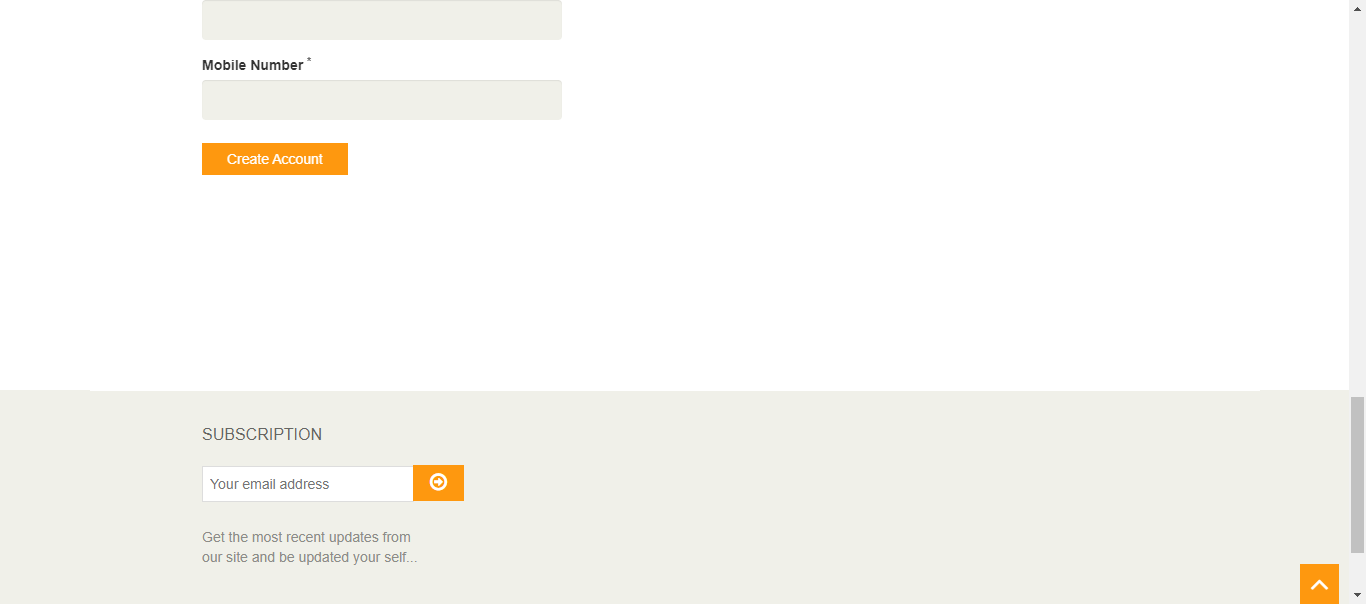 Mobile Number *
Create Account
SUBSCRIPTION
Your email address
Get the most recent updates from
our site and be updated your self...